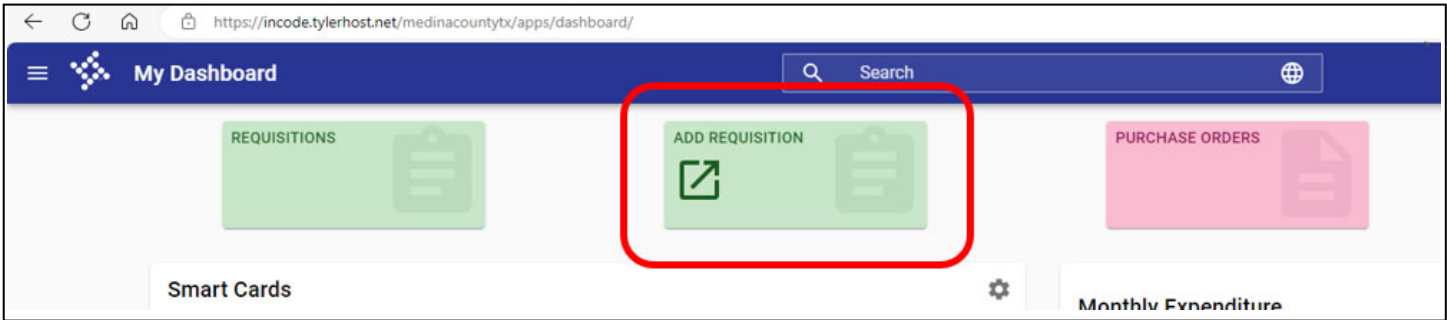 https://incode.tylerhost.net/medinacountytx/apps/dashboard/
My Dashboard
Search
REQUISITIONS
ADD REQUISITION
PURCHASE ORDERS
Smart Cards
Monthly Expenditure